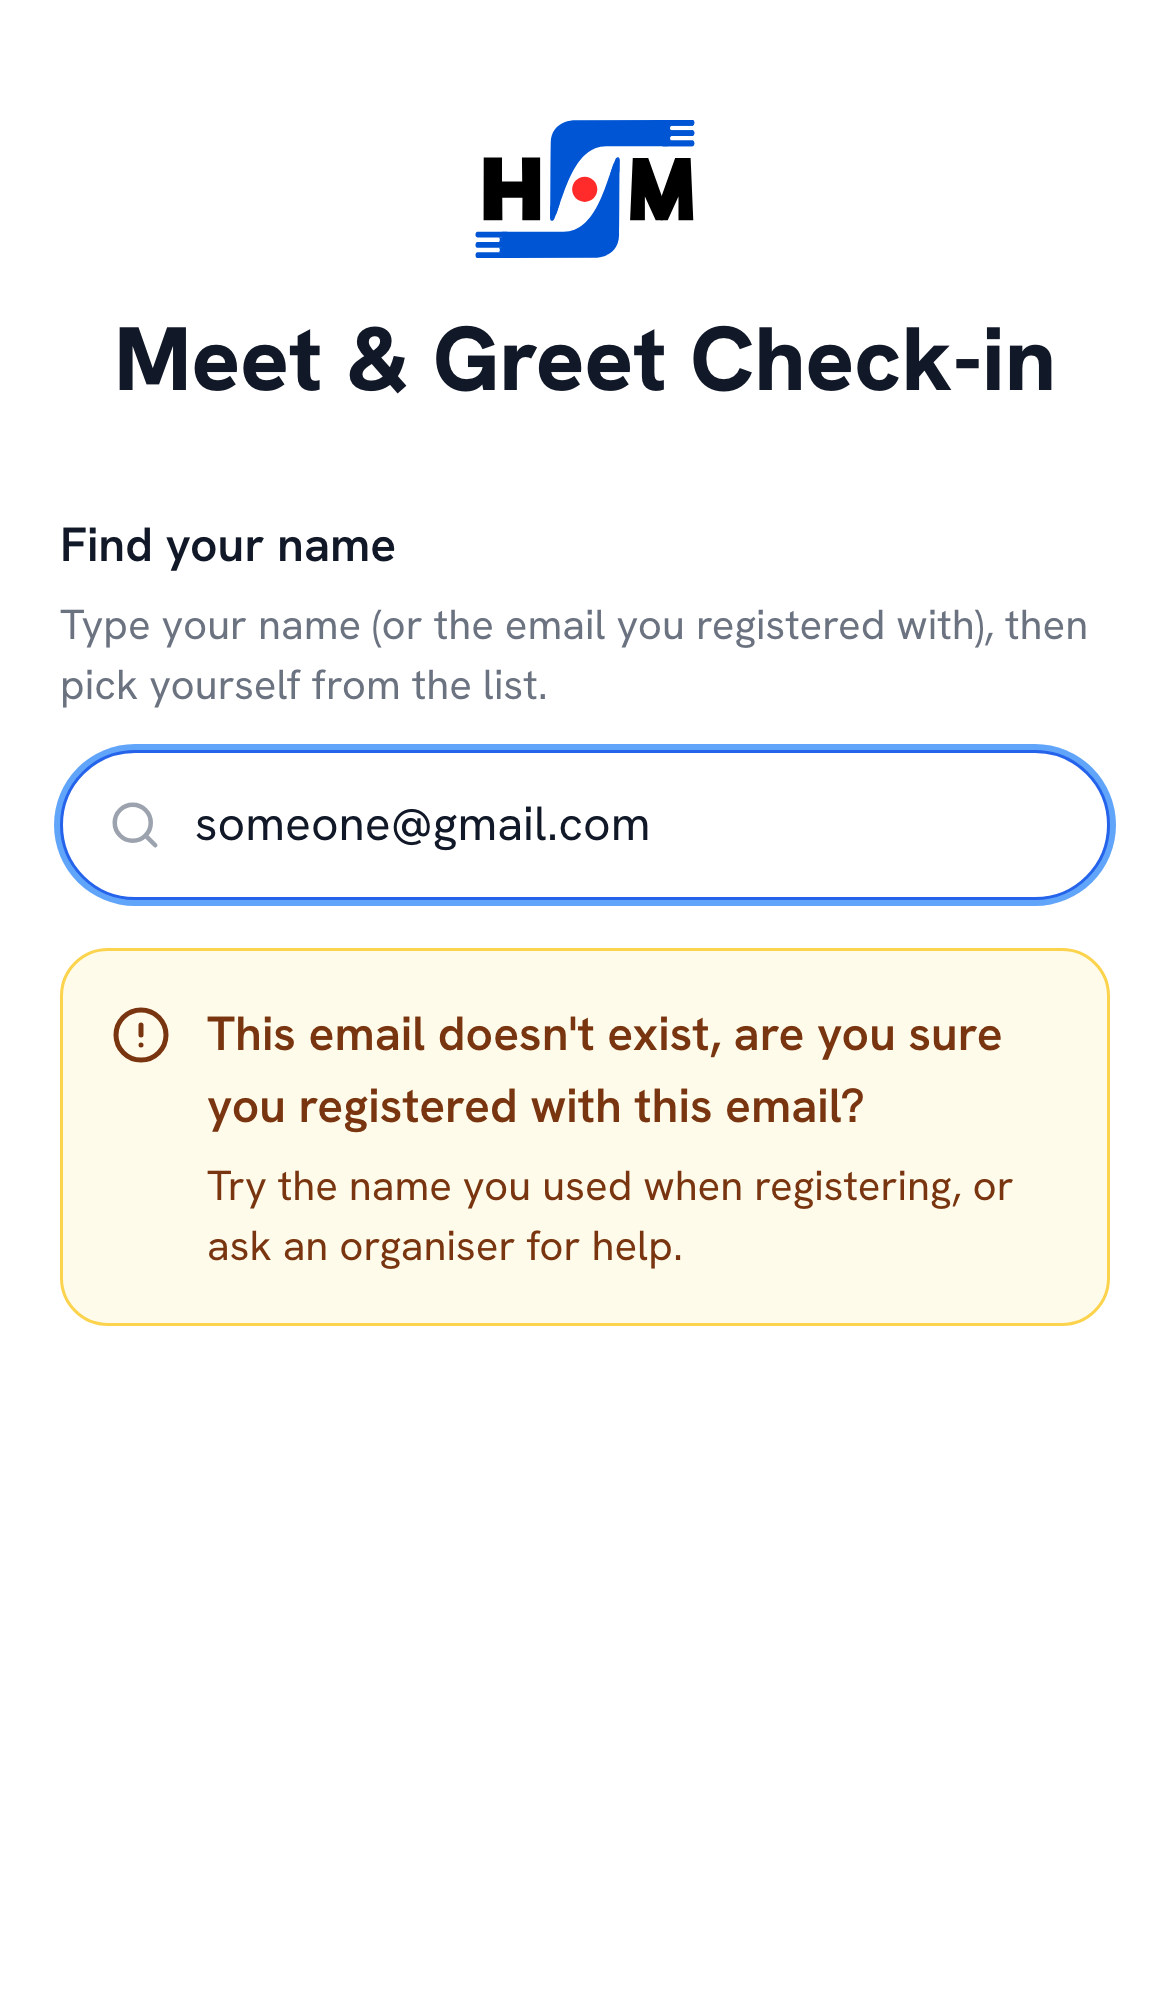 HSM
Meet & Greet Check-in
Find your name
Type your name (or the email you registered with), then
pick yourself from the list.
someone@gmail.com
This email doesn't exist, are you sure
you registered with this email?
Try the name you used when registering, or
ask an organiser for help.